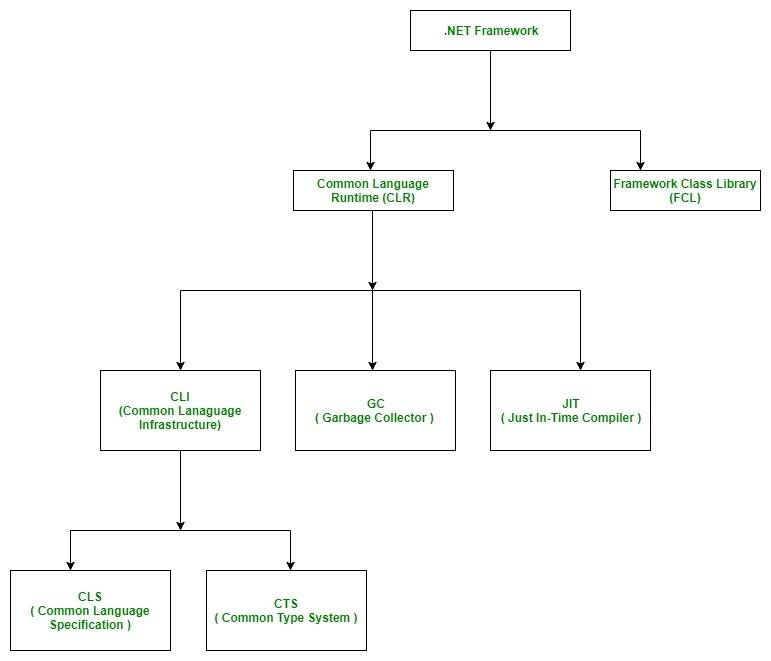 .NET Framework
Common Language
Runtime (CLR)
Framework Class Library
(FCL)
CLI
(Common Lanaguage
Infrastructure)
GC
( Garbage Collector )
JIT
( Just In-Time Compiler )
CLS
( Common Language
Specification )
CTS
( Common Type System )